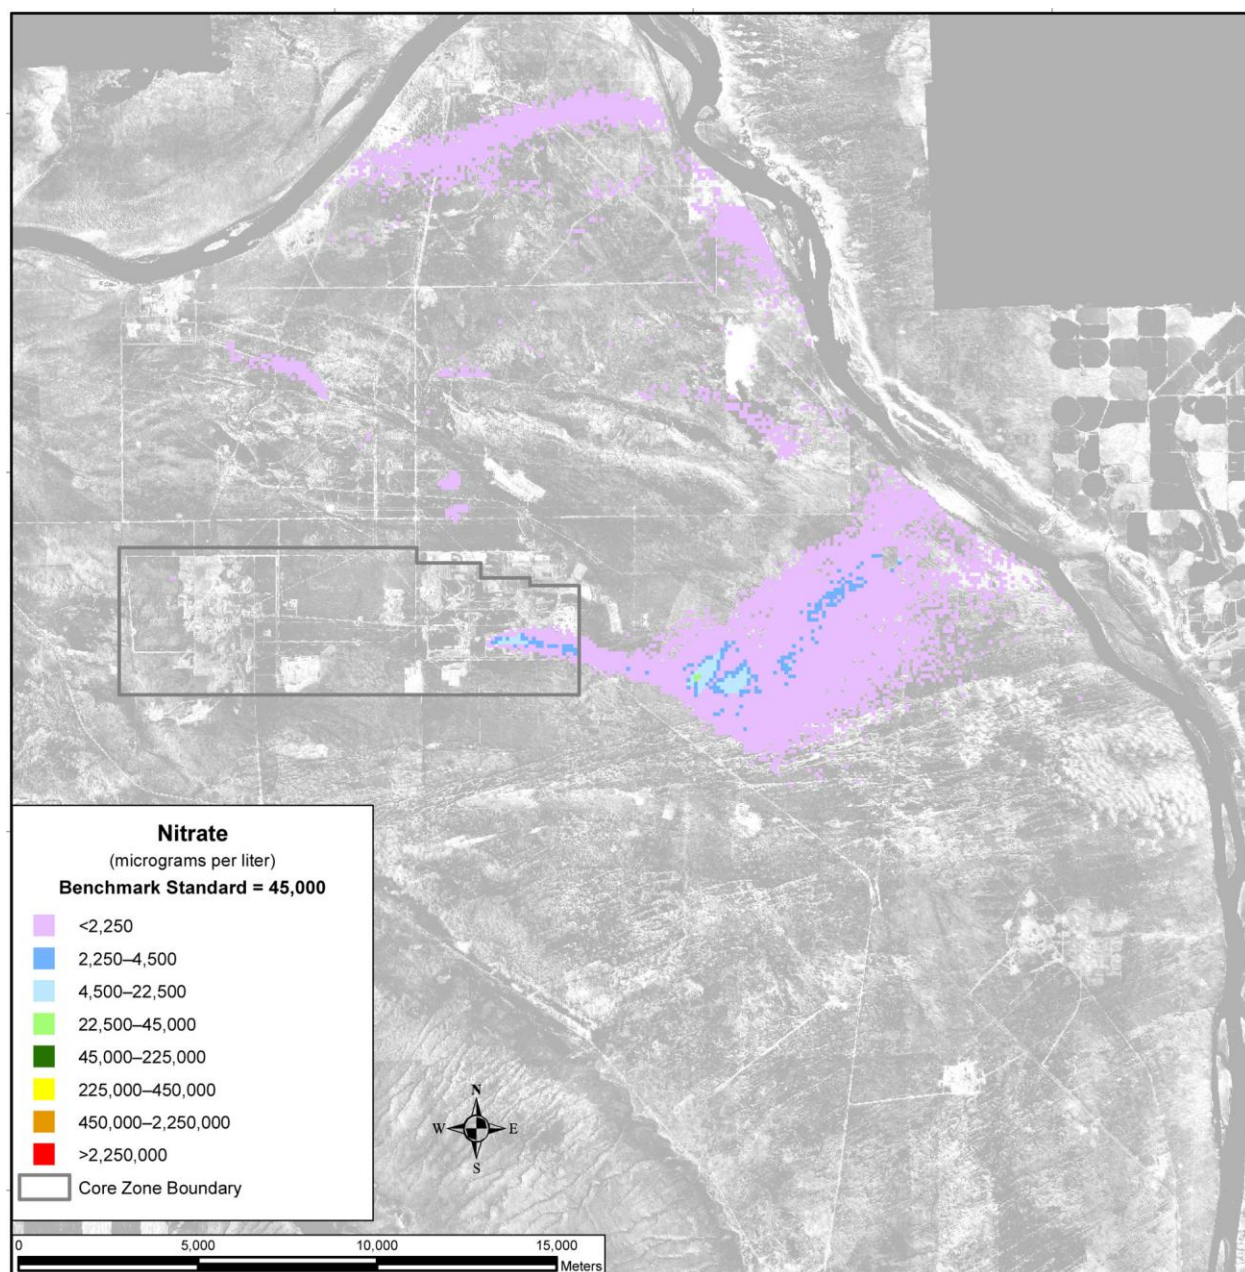 Nitrate
(micrograms per liter)
Benchmark Standard = 45,000
<2,250
2,250–4,500
4,500–22,500
22,500–45,000
45,000–225,000
225,000–450,000
450,000–2,250,000
>2,250,000
Core Zone Boundary
N
W E
S
0 5,000 10,000 15,000
Meters